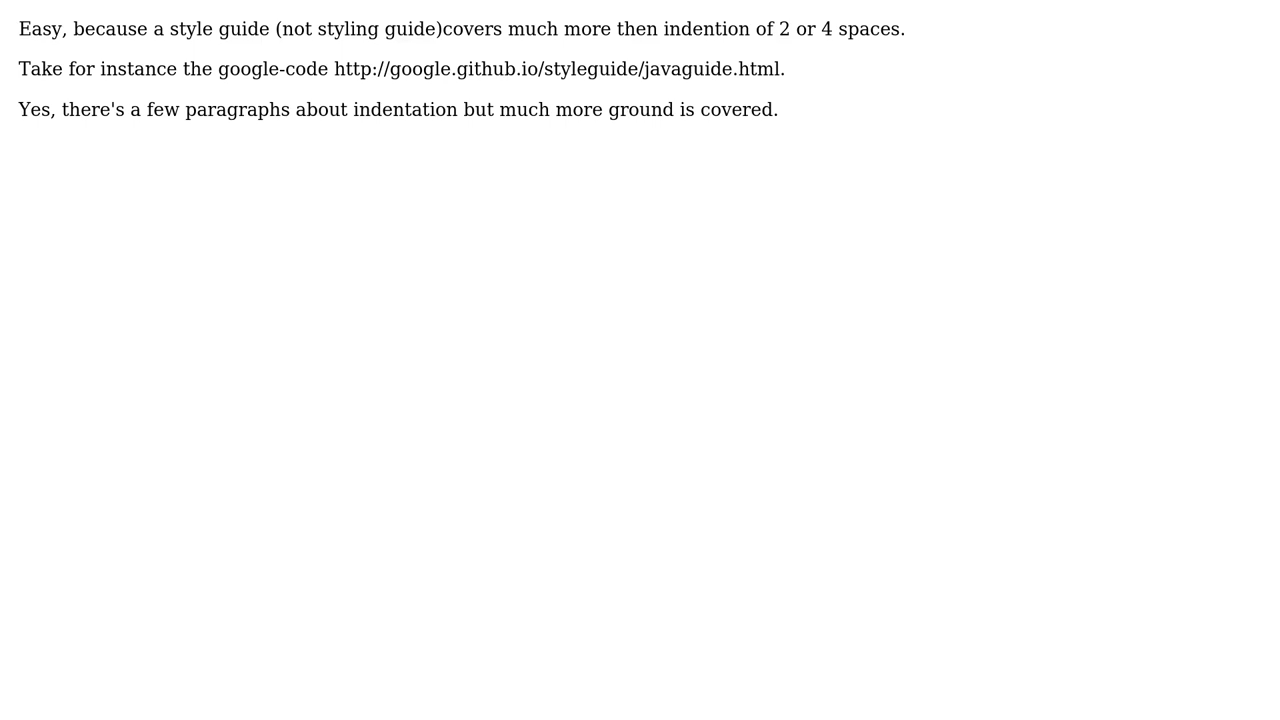 Easy, because a style guide (not styling guide)covers much more then indention of 2 or 4 spaces.
Take for instance the google-code http://google.github.io/styleguide/javaguide.html.
Yes, there's a few paragraphs about indentation but much more ground is covered.